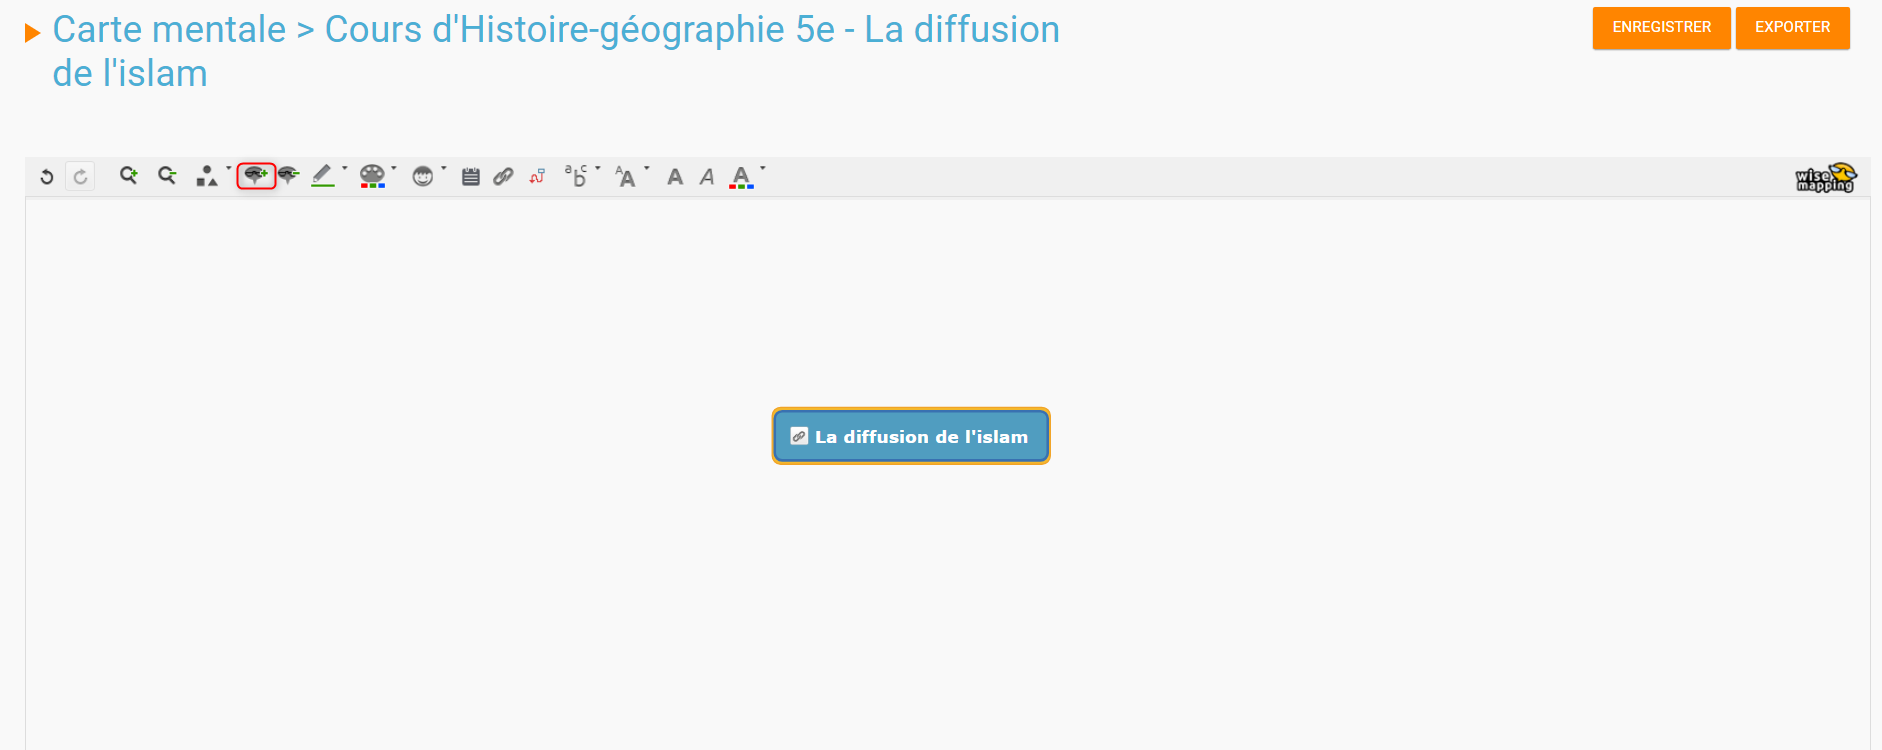 Carte mentale > Cours d'Histoire-géographie 5e - La diffusion
de l'islam
ENREGISTRER
EXPORTER
a b c
A A
A
A
A
wise
mapping
La diffusion de l'islam